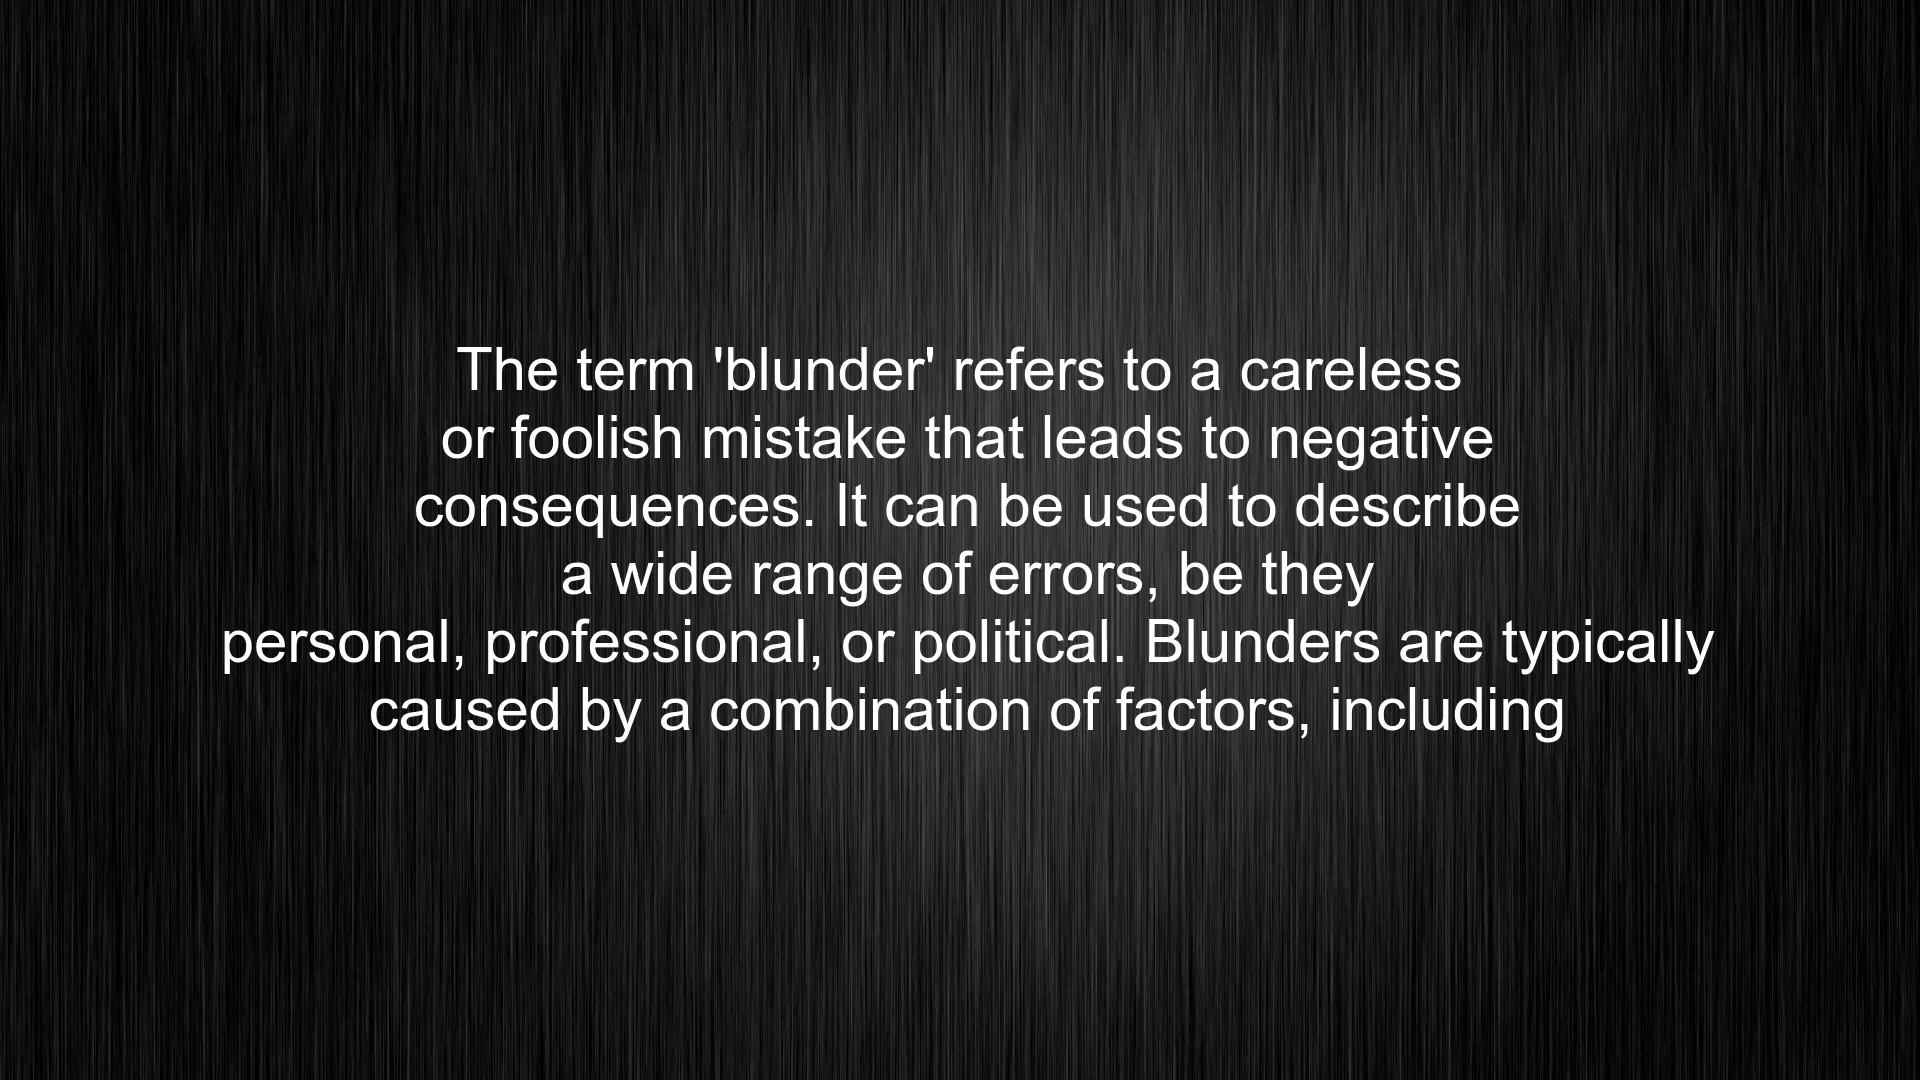 The term 'blunder' refers to a careless
or foolish mistake that leads to negative
consequences. It can be used to describe
a wide range of errors, be they
personal, professional, or political. Blunders are typically
caused by a combination of factors, including